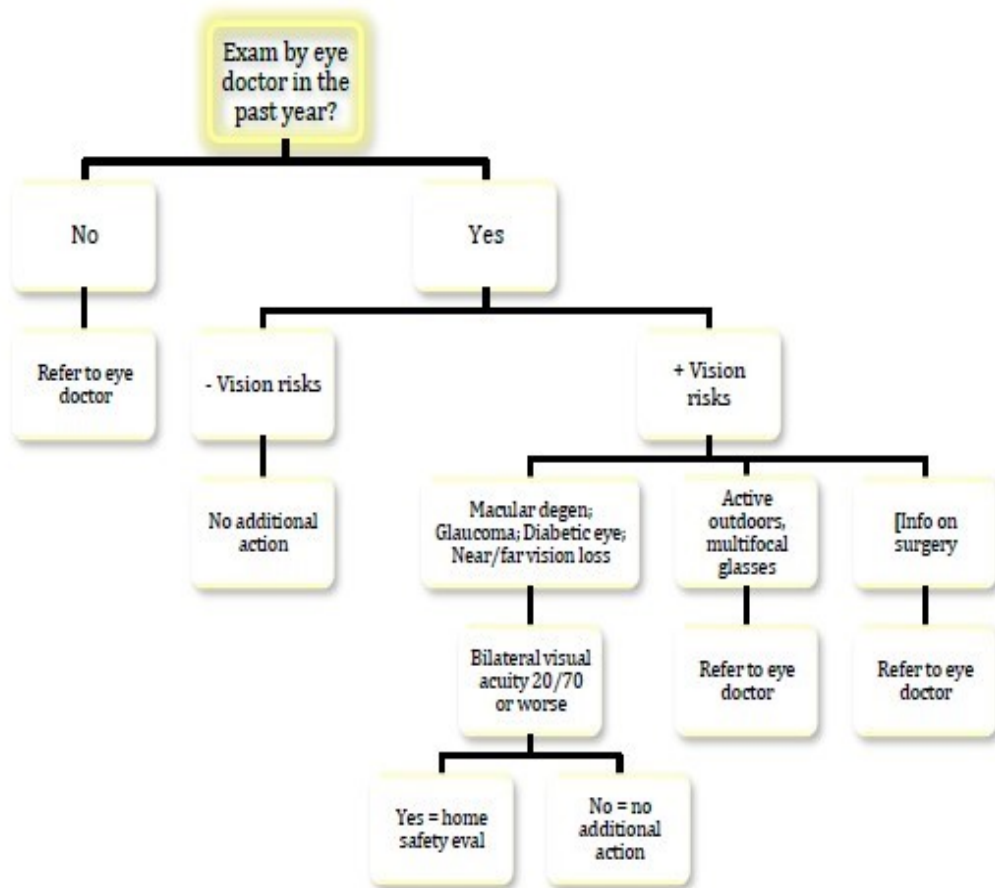 Exam by eye
doctor in the
past year?
No
Yes
Refer to eye
doctor
- Vision risks
+ Vision
risks
No additional
action
Macular degen;
Glaucoma; Diabetic eye;
Near/far vision loss
Active
outdoors,
multifocal
glasses
[Info on
surgery
Bilateral visual
acuity 20/70
or worse
Refer to eye
doctor
Refer to eye
doctor
Yes = home
safety eval
No = no
additional
action